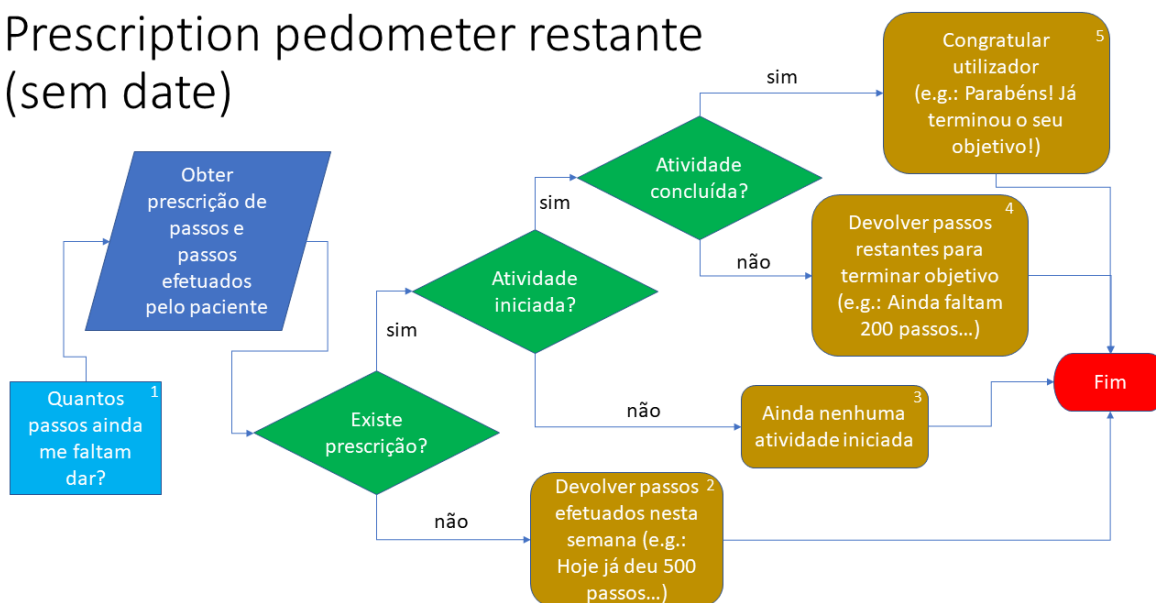 Prescription pedometer restante
(sem date)
Quantos
passos ainda
me faltam
dar?
1
Obter
prescrição de
passos e
passos
efetuados
pelo paciente
Existe
prescrição?
sim
não
Atividade
iniciada?
sim
não
Atividade
concluída?
sim
não
Congratular
utilizador
(e.g.: Parabéns! Já
terminou o seu
objetivo!)
5
Devolver passos
restantes para
terminar objetivo
(e.g.: Ainda faltam
200 passos...)
4
Ainda nenhuma
atividade iniciada
3
Devolver passos
efetuados nesta
semana (e.g.:
Hoje já deu 500
passos...)
2
Fim